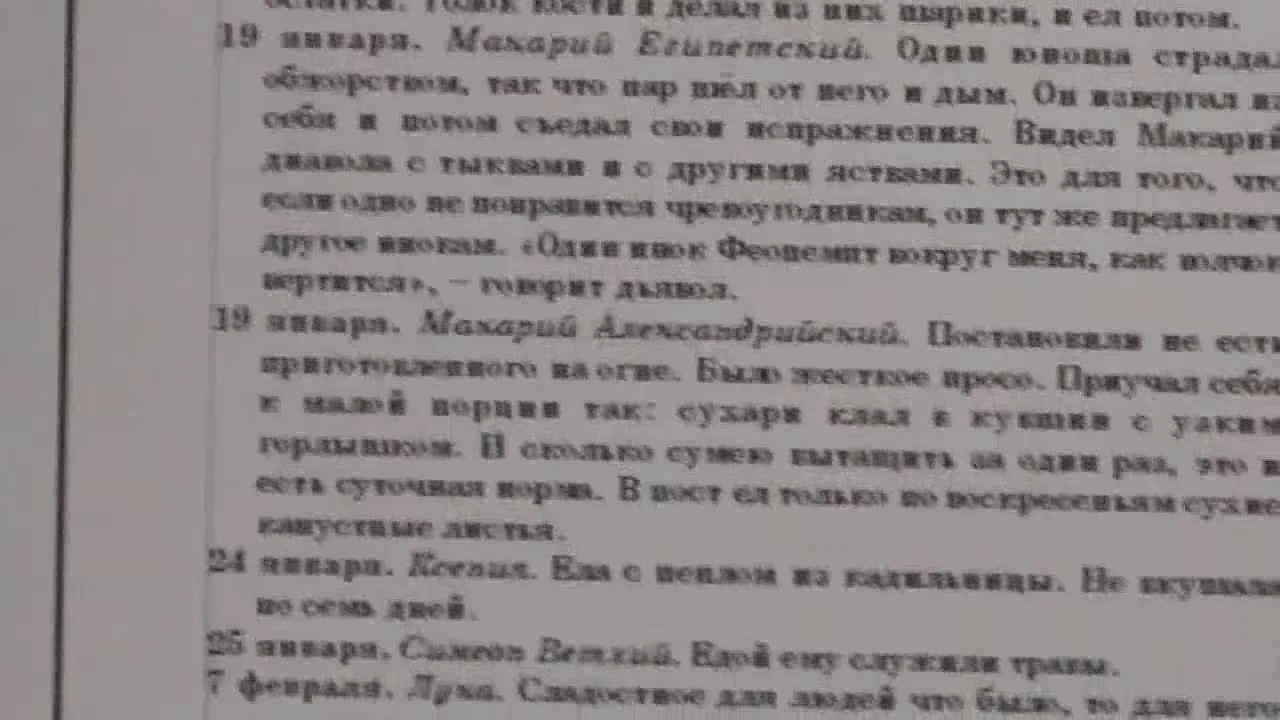 остатки. Толок кости и делал из них шарики, и ел потом.
19 января. Макарий Египетский. Один юноша страдал
обжорством, так что пар шёл от него и дым. Он извергал из
себя и потом съедал свои испражнения. Видел Макарий
диавола с тыквами и с другими яствами. Это для того, что
если одно не понравится чревоугодникам, он тут же предлагает
другое инокам. «Один инок Феопемпт вокруг меня, как волчок
вертится», – говорит дьявол.
19 января. Макарий Александрийский. Постановили не есть
приготовленного на огне. Было жесткое просо. Приучал себя
к малой порции так: сухари клал в кувшин с узким
горлышком. И сколько сумею вытащить за один раз, это и
есть суточная норма. В пост ел только по воскресеньям сухие
капустные листья.
24 января. Ксения. Ела с пеплом из кадильницы. Не вкушала
по семь дней.
25 января. Симеон Ветхий. Едой ему служили травы.
7 февраля. Лука. Сладостное для людей что было, то для него